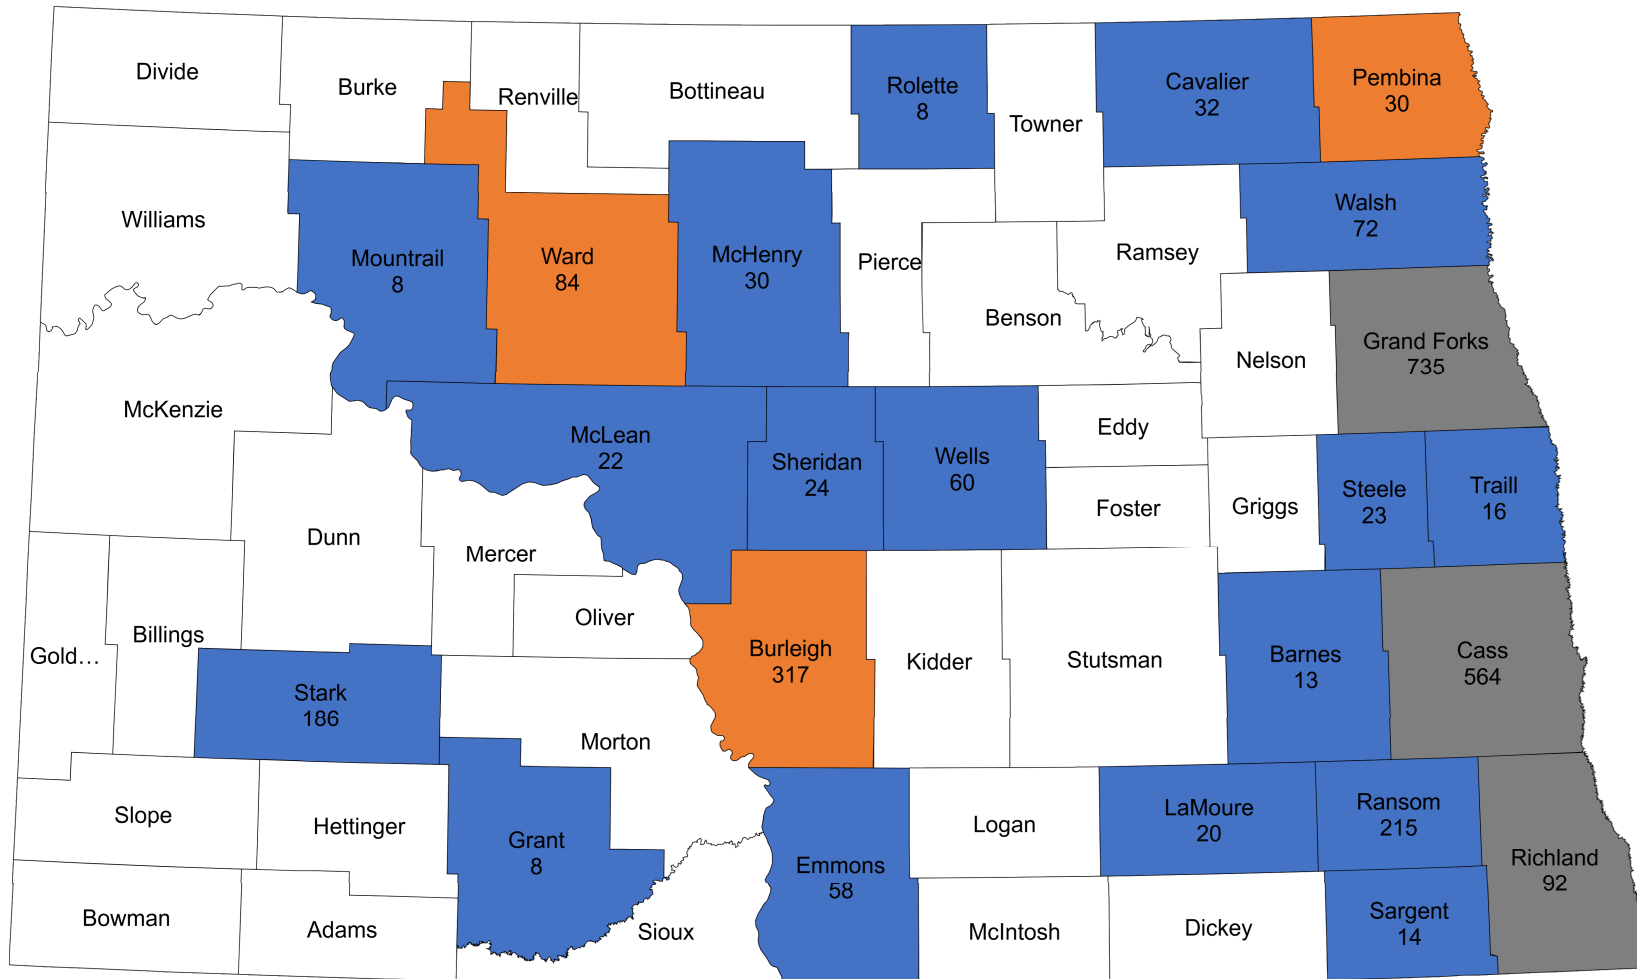 Divide
Burke
Renville
Bottineau
Rolette
8
Towner
Cavalier
32
Pembina
30
Williams
Mountrail
8
Ward
84
McHenry
30
Pierce
Benson
Ramsey
Walsh
72
Nelson
Grand Forks
735
McKenzie
Dunn
McLean
22
Sheridan
24
Wells
60
Eddy
Foster
Griggs
Steele
23
Traill
16
Mercer
Oliver
Gold…
Billings
Stark
186
Morton
Burleigh
317
Kidder
Stutsman
Barnes
13
Cass
564
Slope
Hettinger
Grant
8
Emmons
58
Logan
LaMoure
20
Ransom
215
Richland
92
Bowman
Adams
Sioux
McIntosh
Dickey
Sargent
14